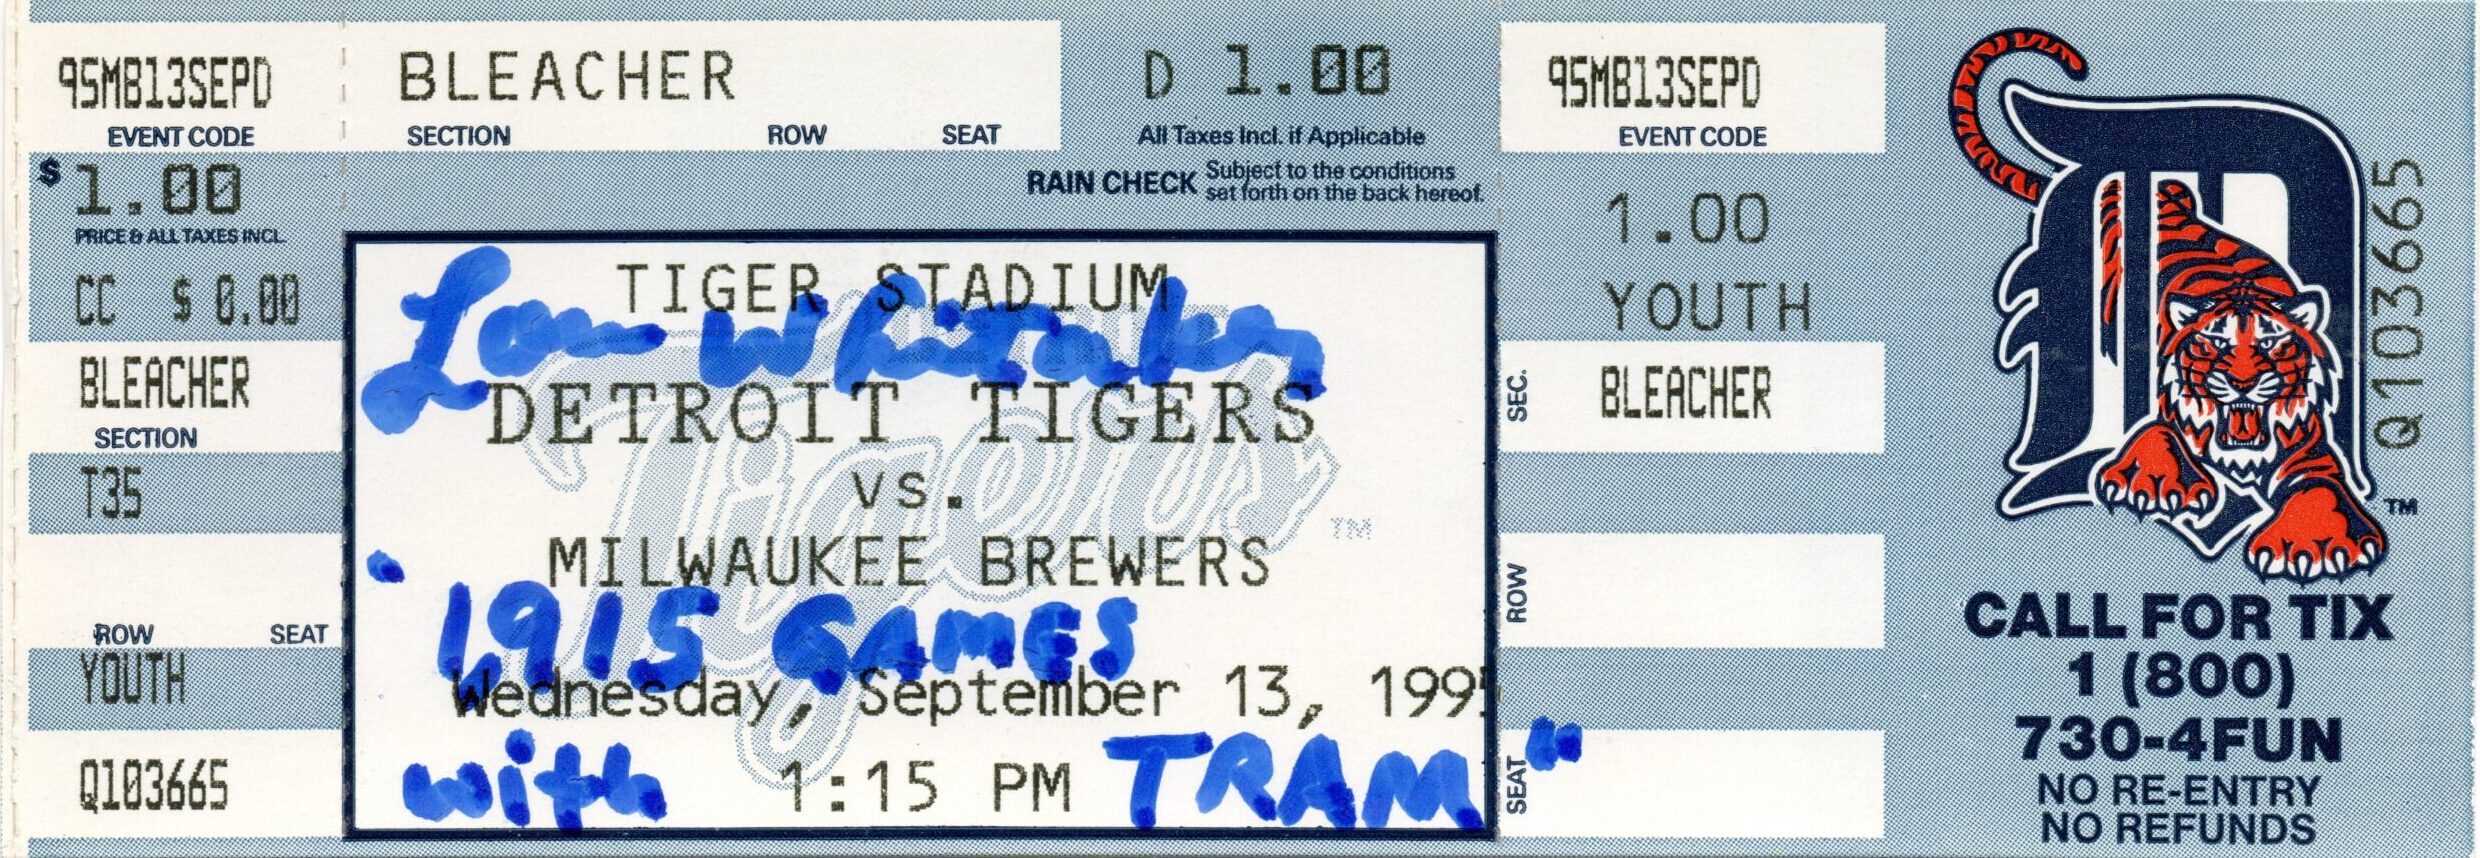 95MB13SEPD
EVENT CODE
$ 1.00
PRICE & ALL TAXES INCL
CC $ 0.00
BLEACHER
SECTION
T35
ROW SEAT
YOUTH
Q103665
BLEACHER
SECTION ROW SEAT
D 1.00
All Taxes Incl. if Applicable
RAIN CHECK Subject to the conditions
set forth on the back hereof.
TIGER STADIUM
Lou Whitaker
DETROIT TIGERS
Tigers TM
vs.
MILWAUKEE BREWERS
"1915 GAMES
Wednesday, September 13, 1995
with TRAM"
1:15 PM
95MB13SEPD
EVENT CODE
1.00
YOUTH
SEC. BLEACHER
ROW
SEAT
D
TM
Q103665
CALL FOR TIX
1 (800)
730-4FUN
NO RE-ENTRY
NO REFUNDS